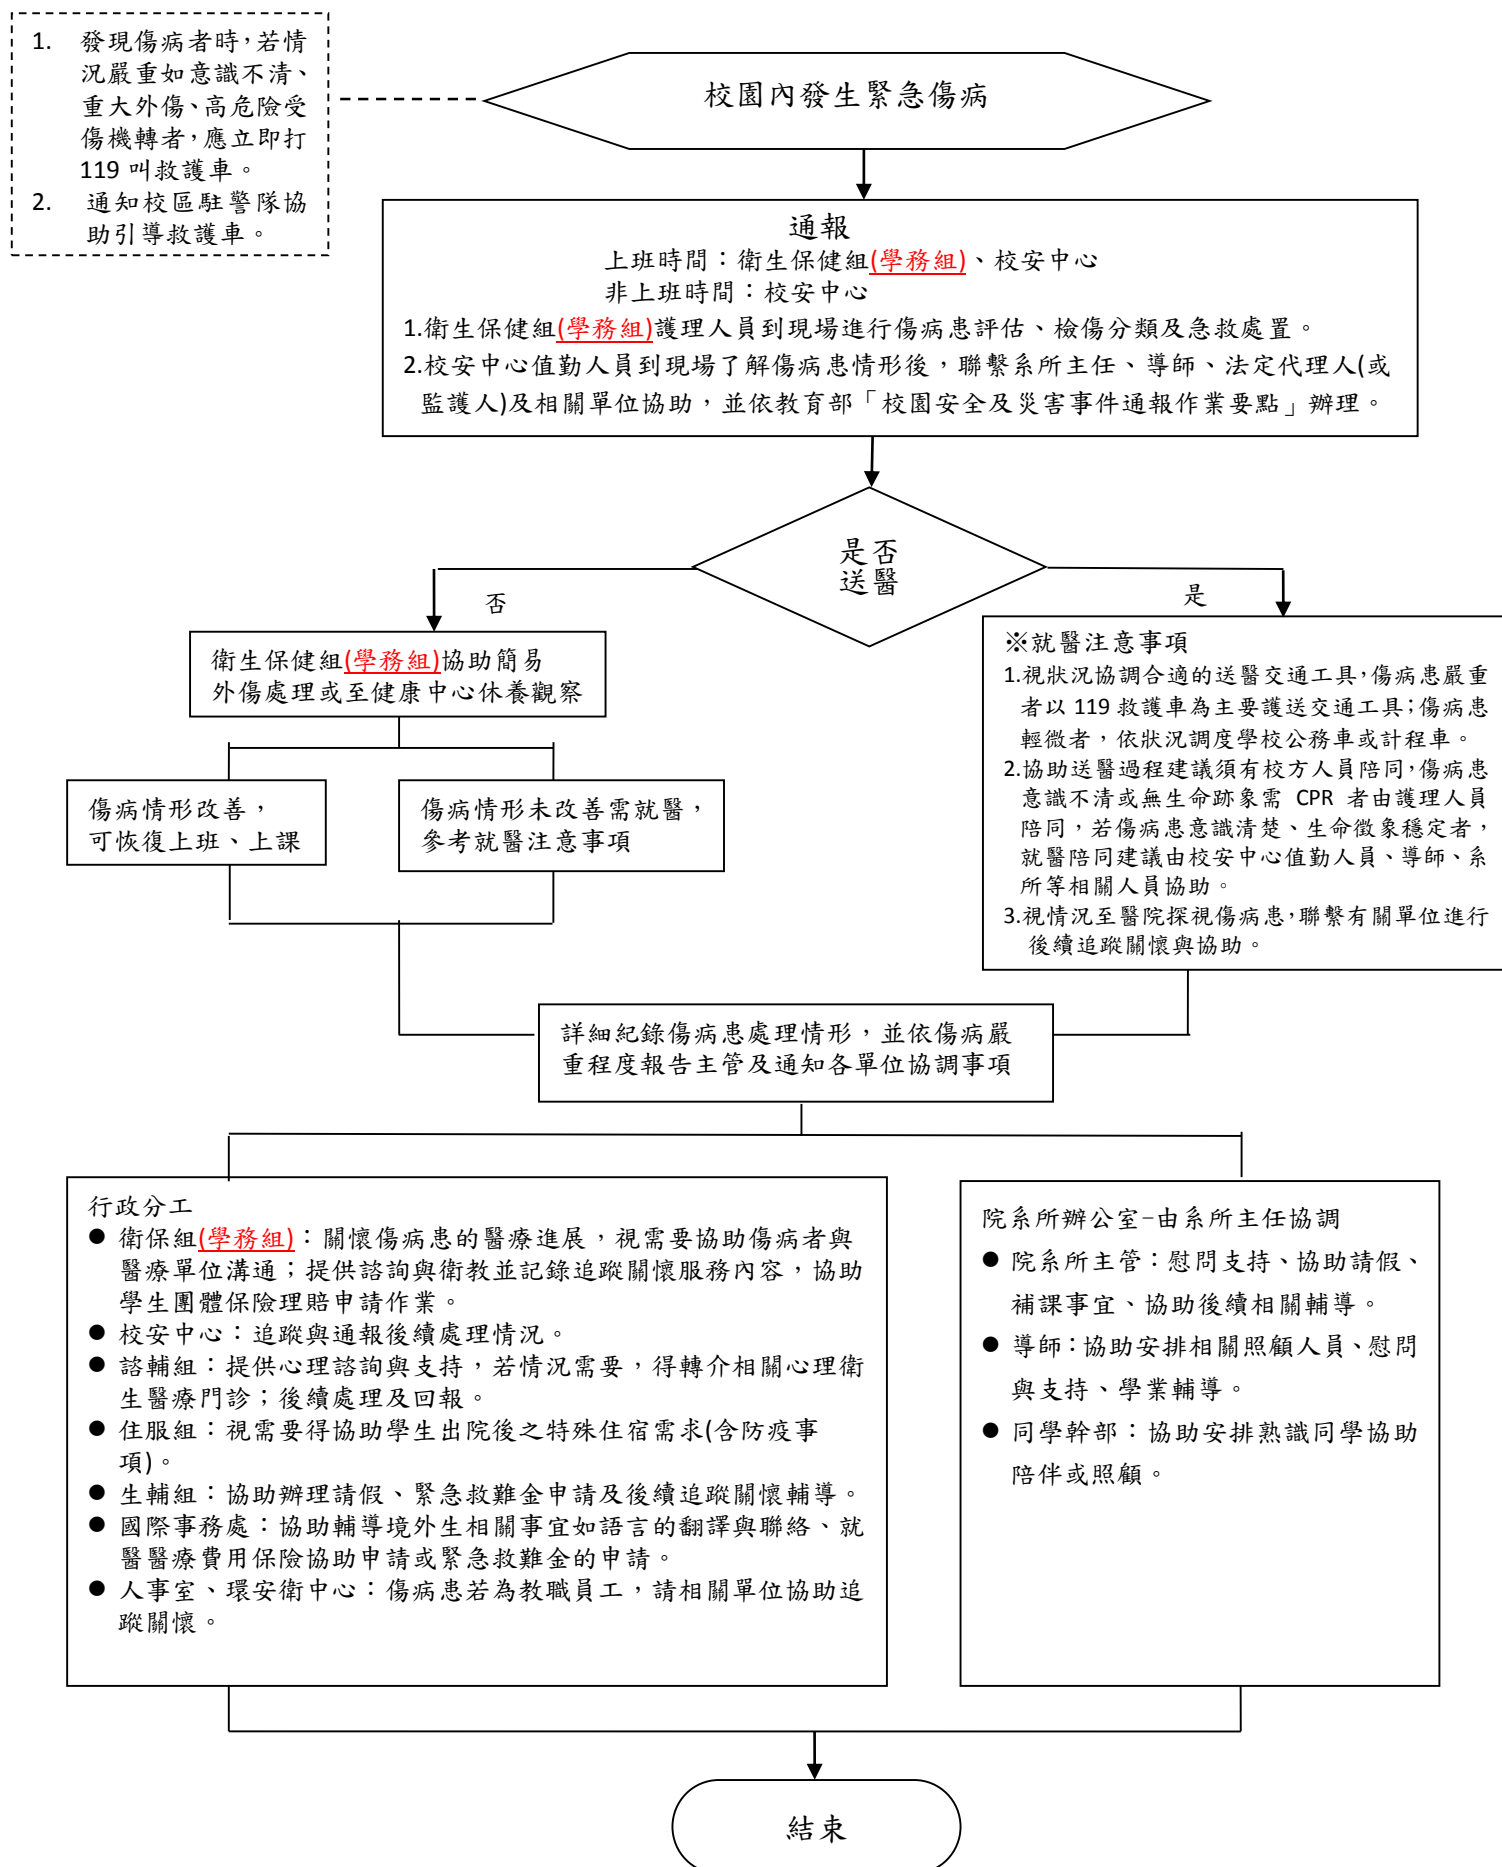 1. 發現傷病者時,若情
況嚴重如意識不清、
重大外傷、高危險受
傷機轉者,應立即打
119 叫救護車。
2. 通知校區駐警隊協
助引導救護車。
校園內發生緊急傷病
通報
上班時間：衛生保健組(學務組)、校安中心
非上班時間：校安中心
1.衛生保健組(學務組)護理人員到現場進行傷病患評估、檢傷分類及急救處置。
2.校安中心值勤人員到現場了解傷病患情形後，聯繫系所主任、導師、法定代理人(或
監護人)及相關單位協助，並依教育部「校園安全及災害事件通報作業要點」辦理。
是否
送醫
否
是
衛生保健組(學務組)協助簡易
外傷處理或至健康中心休養觀察
傷病情形改善，
可恢復上班、上課
傷病情形未改善需就醫，
參考就醫注意事項
※就醫注意事項
1.視狀況協調合適的送醫交通工具,傷病患嚴重
者以 119 救護車為主要護送交通工具;傷病患
輕微者，依狀況調度學校公務車或計程車。
2.協助送醫過程建議須有校方人員陪同,傷病患
意識不清或無生命跡象需 CPR 者由護理人員
陪同，若傷病患意識清楚、生命徵象穩定者，
就醫陪同建議由校安中心值勤人員、導師、系
所等相關人員協助。
3.視情況至醫院探視傷病患,聯繫有關單位進行
後續追蹤關懷與協助。
詳細紀錄傷病患處理情形，並依傷病嚴
重程度報告主管及通知各單位協調事項
行政分工
● 衛保組(學務組)：關懷傷病患的醫療進展，視需要協助傷病者與
醫療單位溝通；提供諮詢與衛教並記錄追蹤關懷服務內容，協助
學生團體保險理賠申請作業。
● 校安中心：追蹤與通報後續處理情況。
● 諮輔組：提供心理諮詢與支持，若情況需要，得轉介相關心理衛
生醫療門診；後續處理及回報。
● 住服組：視需要得協助學生出院後之特殊住宿需求(含防疫事
項)。
● 生輔組：協助辦理請假、緊急救難金申請及後續追蹤關懷輔導。
● 國際事務處：協助輔導境外生相關事宜如語言的翻譯與聯絡、就
醫醫療費用保險協助申請或緊急救難金的申請。
● 人事室、環安衛中心：傷病患若為教職員工，請相關單位協助追
蹤關懷。
院系所辦公室-由系所主任協調
● 院系所主管：慰問支持、協助請假、
補課事宜、協助後續相關輔導。
● 導師：協助安排相關照顧人員、慰問
與支持、學業輔導。
● 同學幹部：協助安排熟識同學協助
陪伴或照顧。
結束